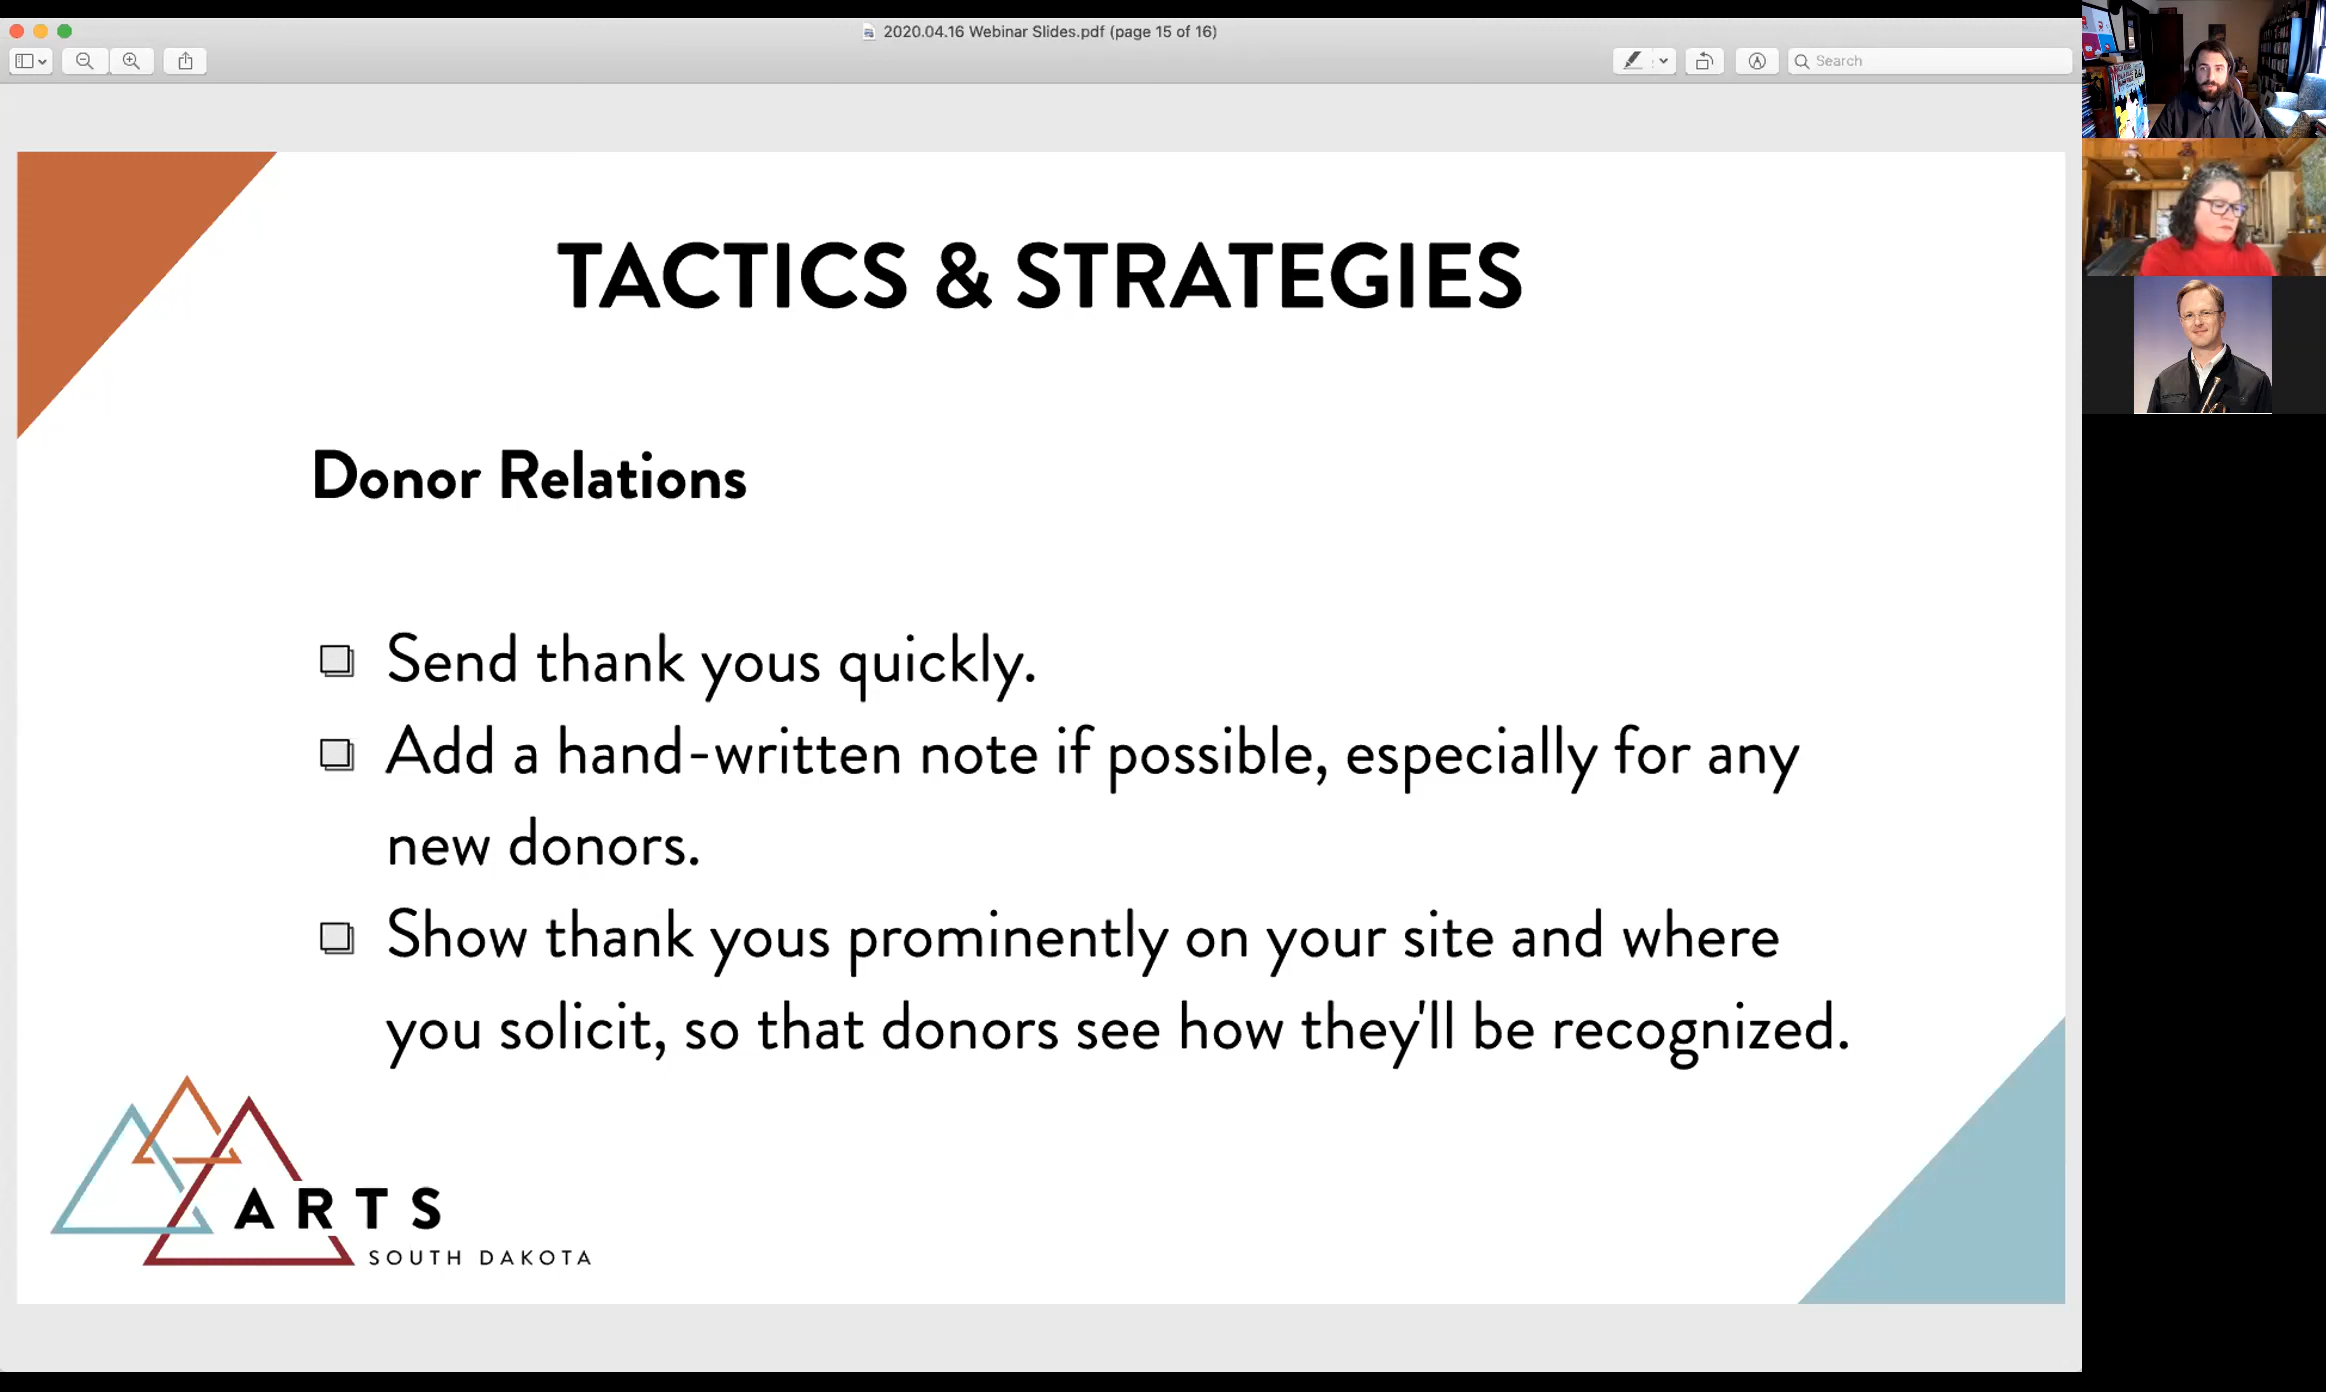 2020.04.16 Webinar Slides.pdf (page 15 of 16)
Search
TACTICS & STRATEGIES
Donor Relations
Send thank yous quickly.
Add a hand-written note if possible, especially for any
new donors.
Show thank yous prominently on your site and where
you solicit, so that donors see how they'll be recognized.
ARTS
SOUTH DAKOTA